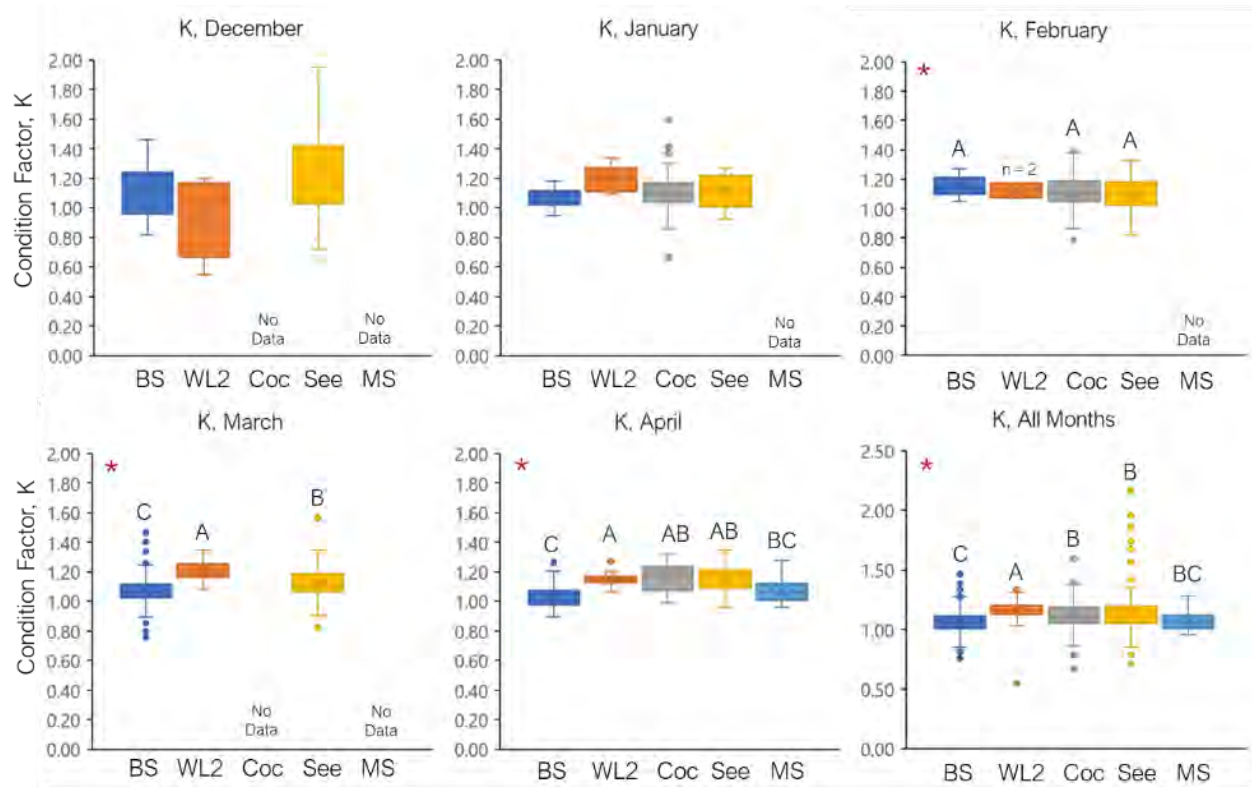 K, December
K, January
K, February
Condition Factor, K
2.00
1.80
1.60
1.40
1.20
1.00
0.80
0.60
0.40
0.20
0.00
No
Data
No
Data
BS WL2 Coc See MS
2.00
1.80
1.60
1.40
1.20
1.00
0.80
0.60
0.40
0.20
0.00
No
Data
BS WL2 Coc See MS
2.00
1.80
1.60
1.40
1.20
1.00
0.80
0.60
0.40
0.20
0.00
*
A
n=2
A
A
No
Data
BS WL2 Coc See MS
K, March
K, April
K, All Months
Condition Factor, K
2.00
1.80
1.60
1.40
1.20
1.00
0.80
0.60
0.40
0.20
0.00
*
C
A
B
No
Data
No
Data
BS WL2 Coc See MS
2.00
1.80
1.60
1.40
1.20
1.00
0.80
0.60
0.40
0.20
0.00
*
C
A
AB
AB
BC
BS WL2 Coc See MS
2.50
2.00
1.50
1.00
0.50
0.00
*
C
A
B
B
BC
BS WL2 Coc See MS